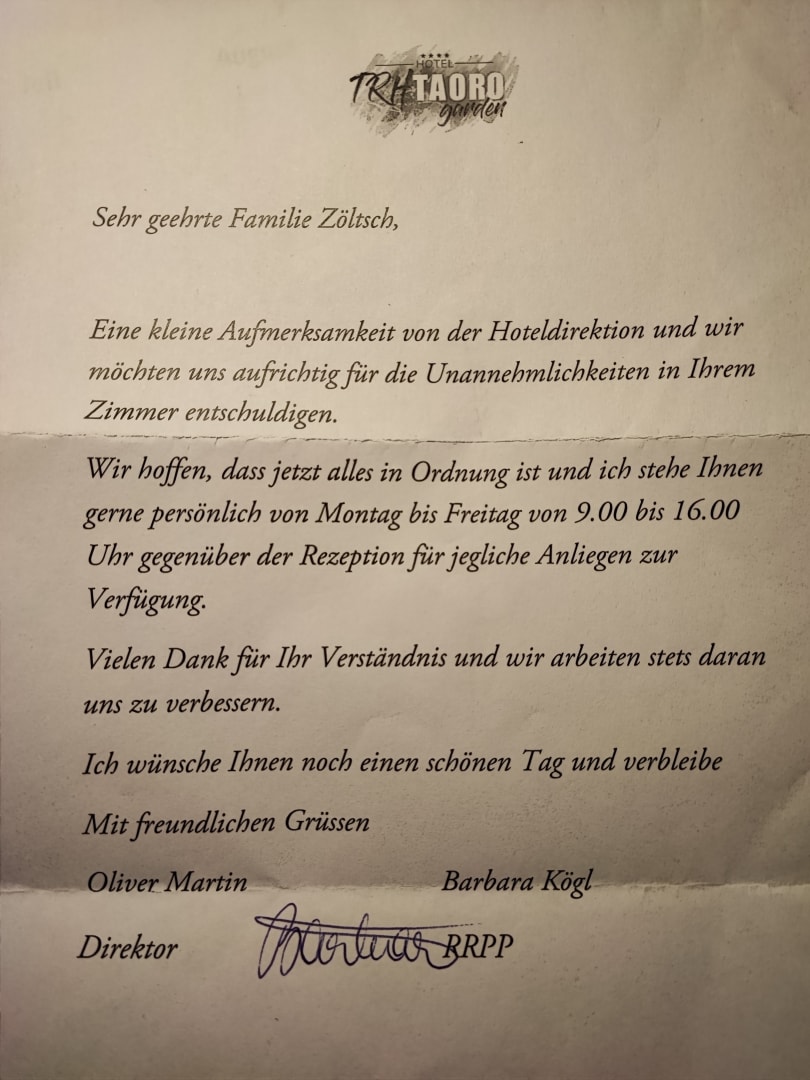 ★★★★
HOTEL
TRH TAORO
garden
Sehr geehrte Familie Zöltsch,
Eine kleine Aufmerksamkeit von der Hoteldirektion und wir
möchten uns aufrichtig für die Unannehmlichkeiten in Ihrem
Zimmer entschuldigen.
Wir hoffen, dass jetzt alles in Ordnung ist und ich stehe Ihnen
gerne persönlich von Montag bis Freitag von 9.00 bis 16.00
Uhr gegenüber der Rezeption für jegliche Anliegen zur
Verfügung.
Vielen Dank für Ihr Verständnis und wir arbeiten stets daran
uns zu verbessern.
Ich wünsche Ihnen noch einen schönen Tag und verbleibe
Mit freundlichen Grüssen
Oliver Martin Barbara Kögl
Direktor RRPP